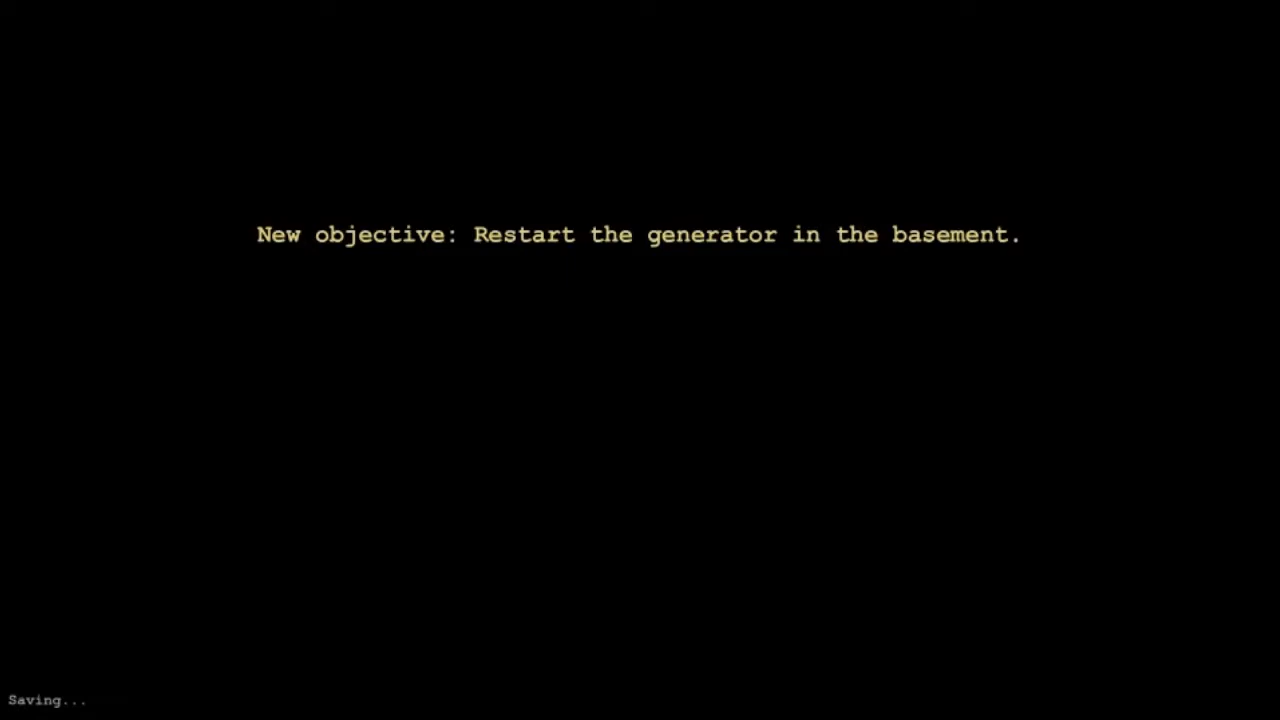 New objective: Restart the generator in the basement.
Saving...